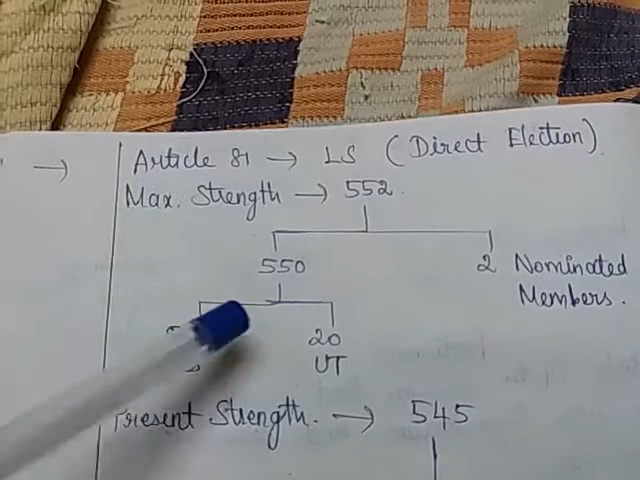 → Article 81 → LS (Direct Election).
Max. Strength → 552.
550 2 Nominated
Members.
20
UT
Present Strength. → 545